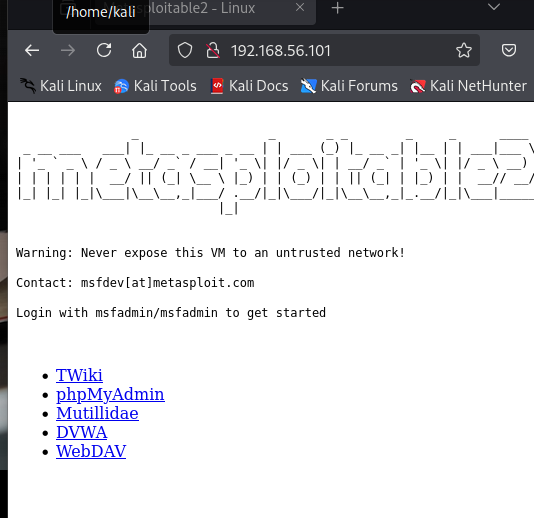 /home/kali
sploitable2 - Linux
192.168.56.101
Kali Linux Kali Tools Kali Docs Kali Forums Kali NetHunter
metasploitable2
Warning: Never expose this VM to an untrusted network!
Contact: msfdev[at]metasploit.com
Login with msfadmin/msfadmin to get started
TWiki
phpMyAdmin
Mutillidae
DVWA
WebDAV